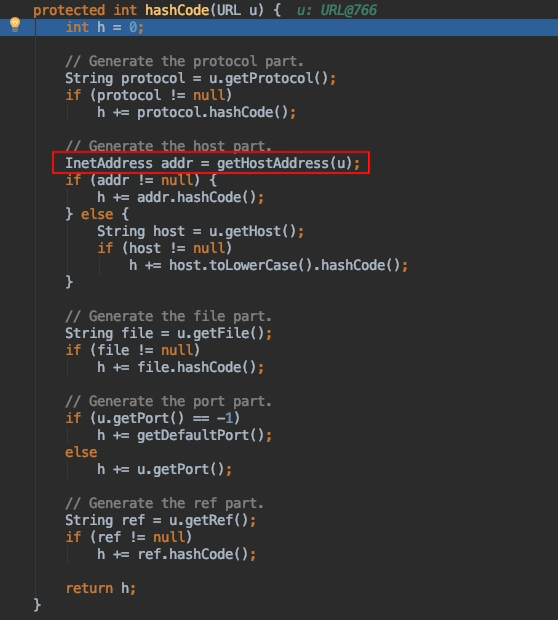 protected int hashCode(URL u) {  u: URL@766
    int h = 0;

    // Generate the protocol part.
    String protocol = u.getProtocol();
    if (protocol != null)
        h += protocol.hashCode();

    // Generate the host part.
    InetAddress addr = getHostAddress(u);
    if (addr != null) {
        h += addr.hashCode();
    } else {
        String host = u.getHost();
        if (host != null)
            h += host.toLowerCase().hashCode();
    }

    // Generate the file part.
    String file = u.getFile();
    if (file != null)
        h += file.hashCode();

    // Generate the port part.
    if (u.getPort() == -1)
        h += getDefaultPort();
    else
        h += u.getPort();

    // Generate the ref part.
    String ref = u.getRef();
    if (ref != null)
        h += ref.hashCode();

    return h;
}